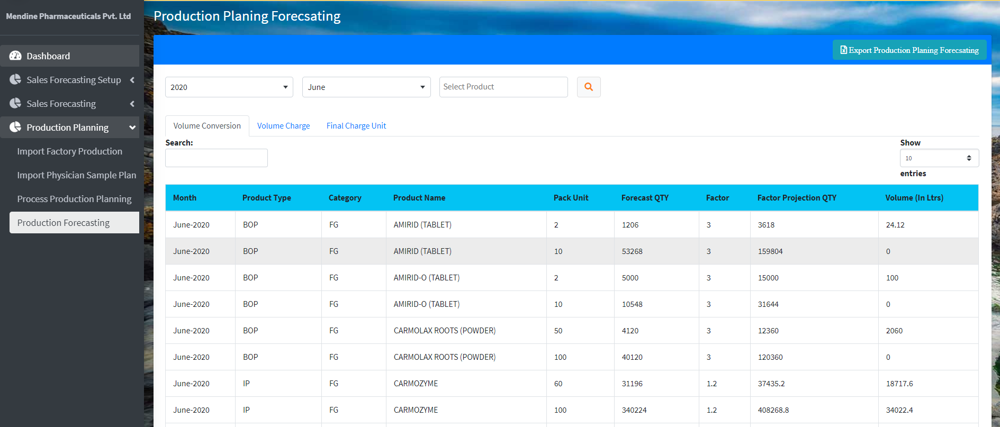 Mendine Pharmaceuticals Pvt. Ltd
Dashboard
Sales Forecasting Setup
Sales Forecasting
Production Planning
Import Factory Production
Import Physician Sample Plan
Process Production Planning
Production Forecasting
Production Planing Forecsating
Export Production Planing Forecsating
2020 June Select Product
Volume Conversion Volume Charge Final Charge Unit
Search: Show
10
entries
Month Product Type Category Product Name Pack Unit Forecast QTY Factor Factor Projection QTY Volume (In Ltrs)
June-2020 BOP FG AMIRID (TABLET) 2 1206 3 3618 24.12
June-2020 BOP FG AMIRID (TABLET) 10 53268 3 159804 0
June-2020 BOP FG AMIRID-O (TABLET) 2 5000 3 15000 100
June-2020 BOP FG AMIRID-O (TABLET) 10 10548 3 31644 0
June-2020 BOP FG CARMOLAX ROOTS (POWDER) 50 4120 3 12360 2060
June-2020 BOP FG CARMOLAX ROOTS (POWDER) 100 40120 3 120360 0
June-2020 IP FG CARMOZYME 60 31196 1.2 37435.2 18717.6
June-2020 IP FG CARMOZYME 100 340224 1.2 408268.8 34022.4